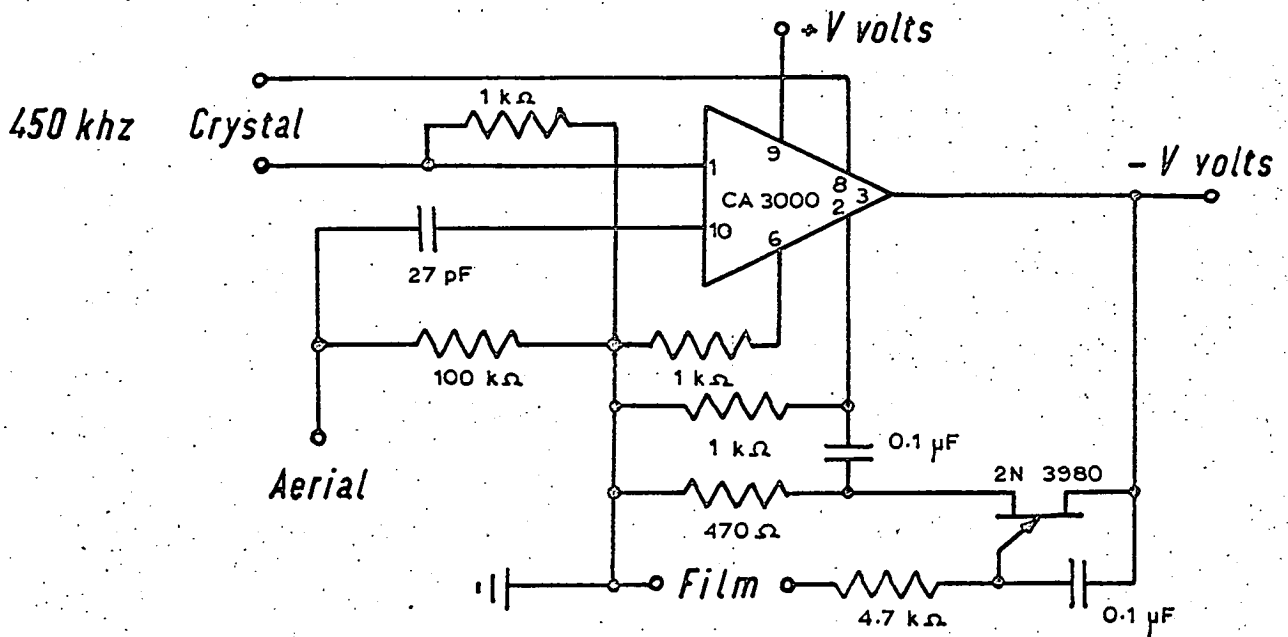 +V volts
1 kΩ
450 khz Crystal
9
1
8
- V volts
CA 3000
3
2
10
6
27 pF
100 kΩ
1 kΩ
1 kΩ
0.1 µF
Aerial
2N 3980
470 Ω
Film
4.7 kΩ
0.1 µF